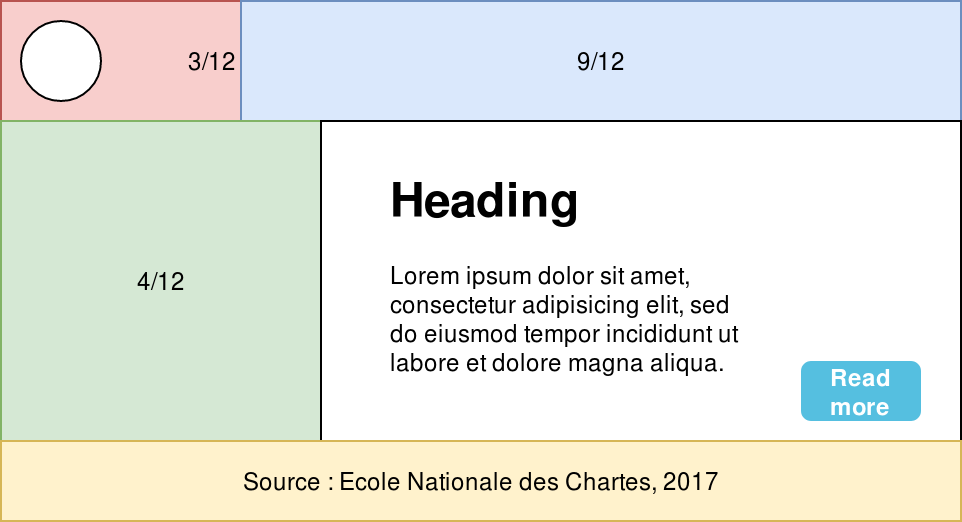 3/12
9/12
4/12
Heading
Lorem ipsum dolor sit amet,
consectetur adipisicing elit, sed
do eiusmod tempor incididunt ut
labore et dolore magna aliqua.
Read
more
Source : Ecole Nationale des Chartes, 2017